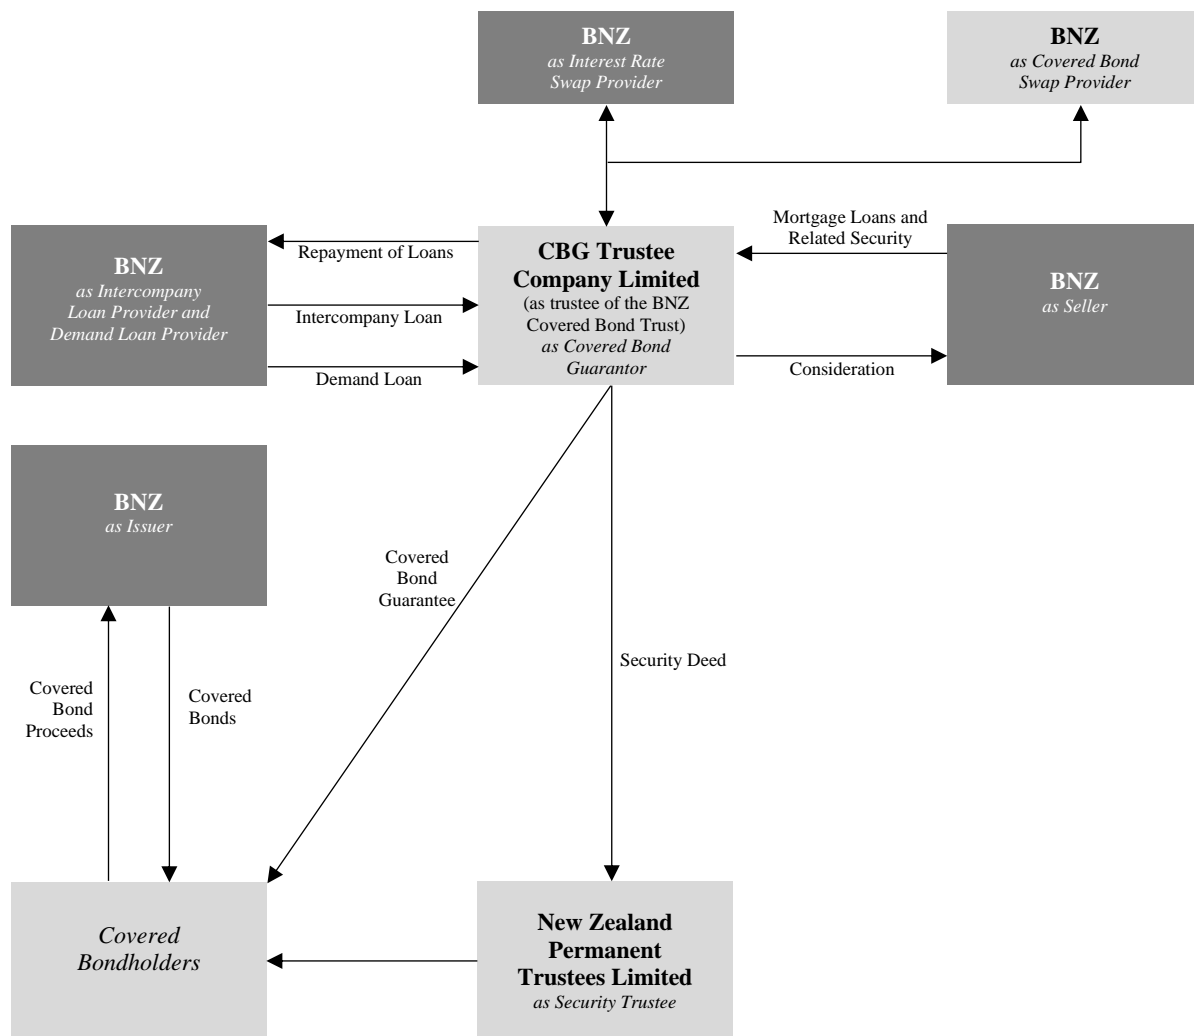 BNZ
as Interest Rate
Swap Provider
BNZ
as Covered Bond
Swap Provider
BNZ
as Intercompany
Loan Provider and
Demand Loan Provider
Repayment of Loans
Intercompany Loan
Demand Loan
CBG Trustee
Company Limited
(as trustee of the BNZ
Covered Bond Trust)
as Covered Bond
Guarantor
Mortgage Loans and
Related Security
Consideration
BNZ
as Seller
BNZ
as Issuer
Covered
Bond
Guarantee
Security Deed
Covered
Bond
Proceeds
Covered
Bonds
Covered
Bondholders
New Zealand
Permanent
Trustees Limited
as Security Trustee